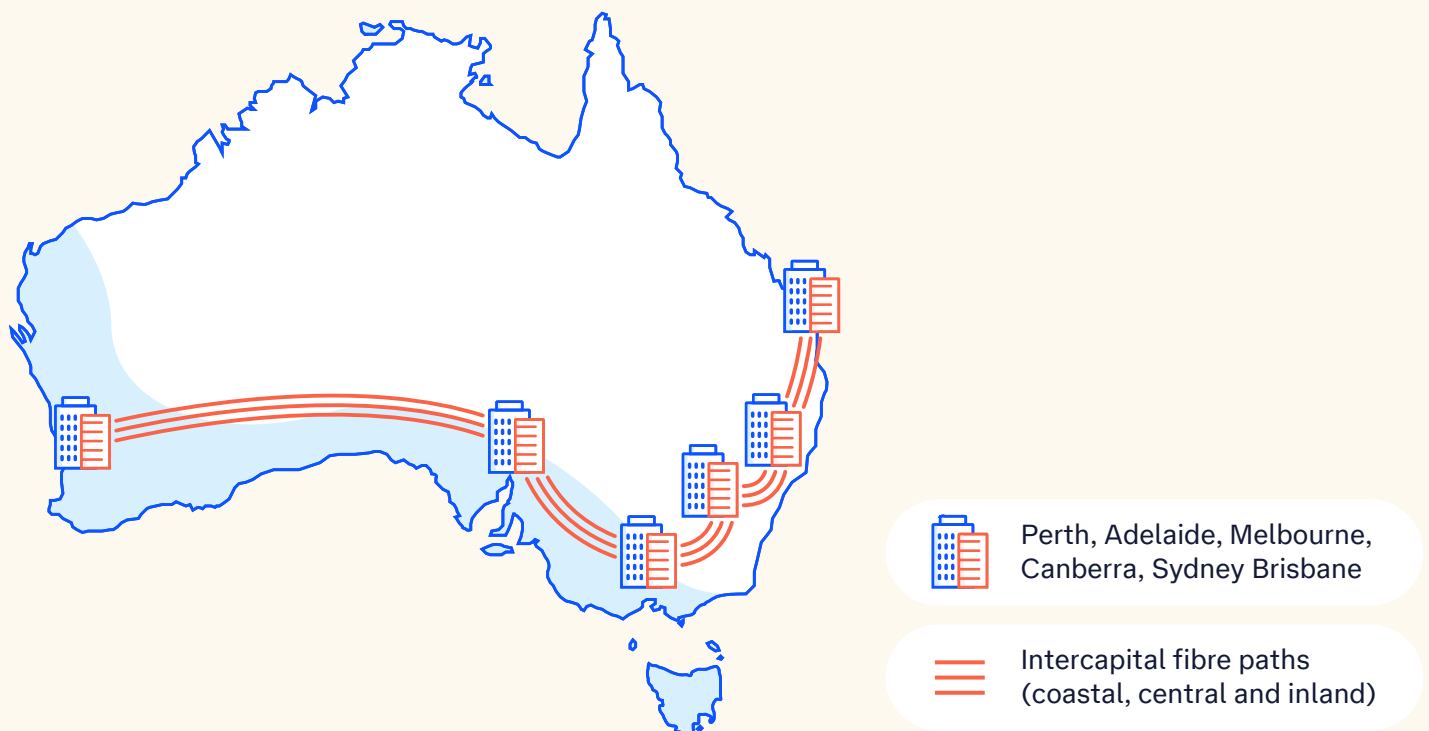 Perth, Adelaide, Melbourne,
Canberra, Sydney Brisbane
Intercapital fibre paths
(coastal, central and inland)